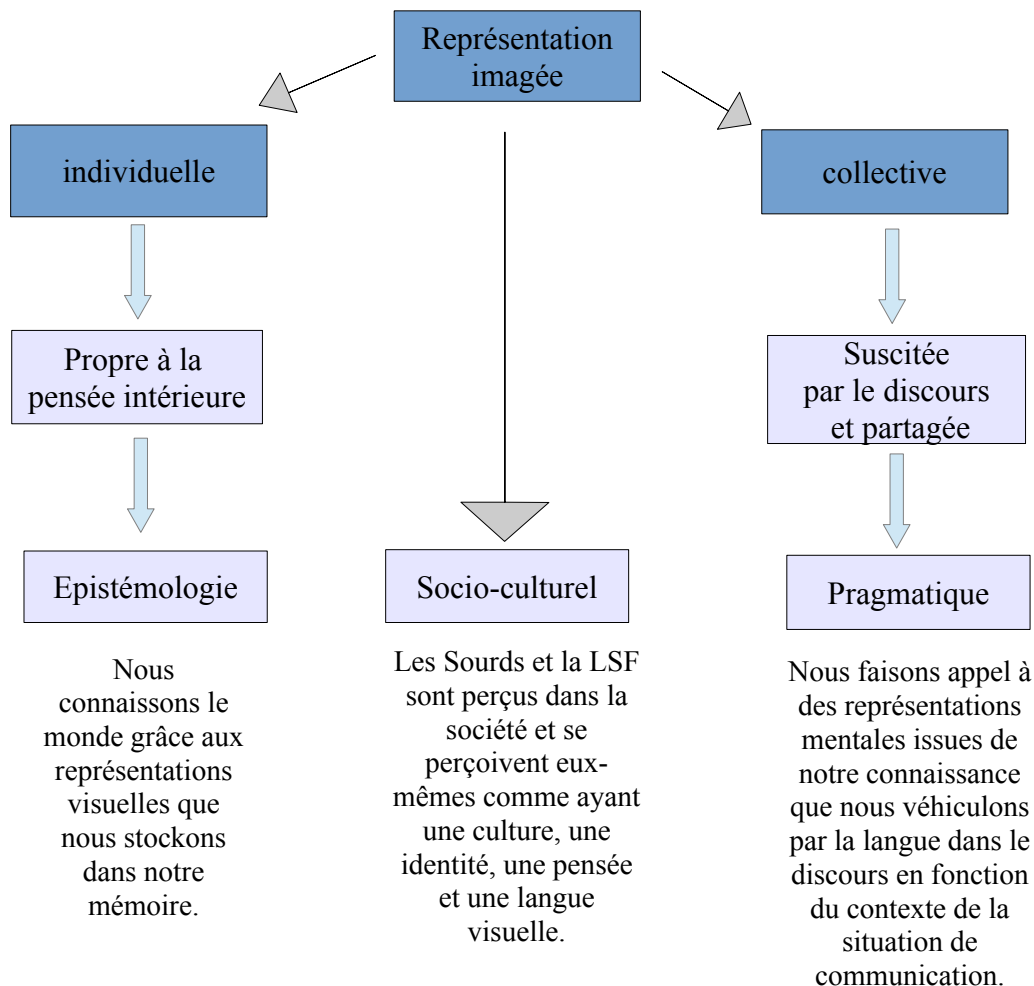 Représentation
imagée
individuelle
collective
Propre à la
pensée intérieure
Suscitée
par le discours
et partagée
Epistémologie
Socio-culturel
Pragmatique
Nous
connaissons le
monde grâce aux
représentations
visuelles que
nous stockons
dans notre
mémoire.
Les Sourds et la LSF
sont perçus dans la
société et se
perçoivent eux-
mêmes comme ayant
une culture, une
identité, une pensée
et une langue
visuelle.
Nous faisons appel à
des représentations
mentales issues de
notre connaissance
que nous véhiculons
par la langue dans le
discours en fonction
du contexte de la
situation de
communication.